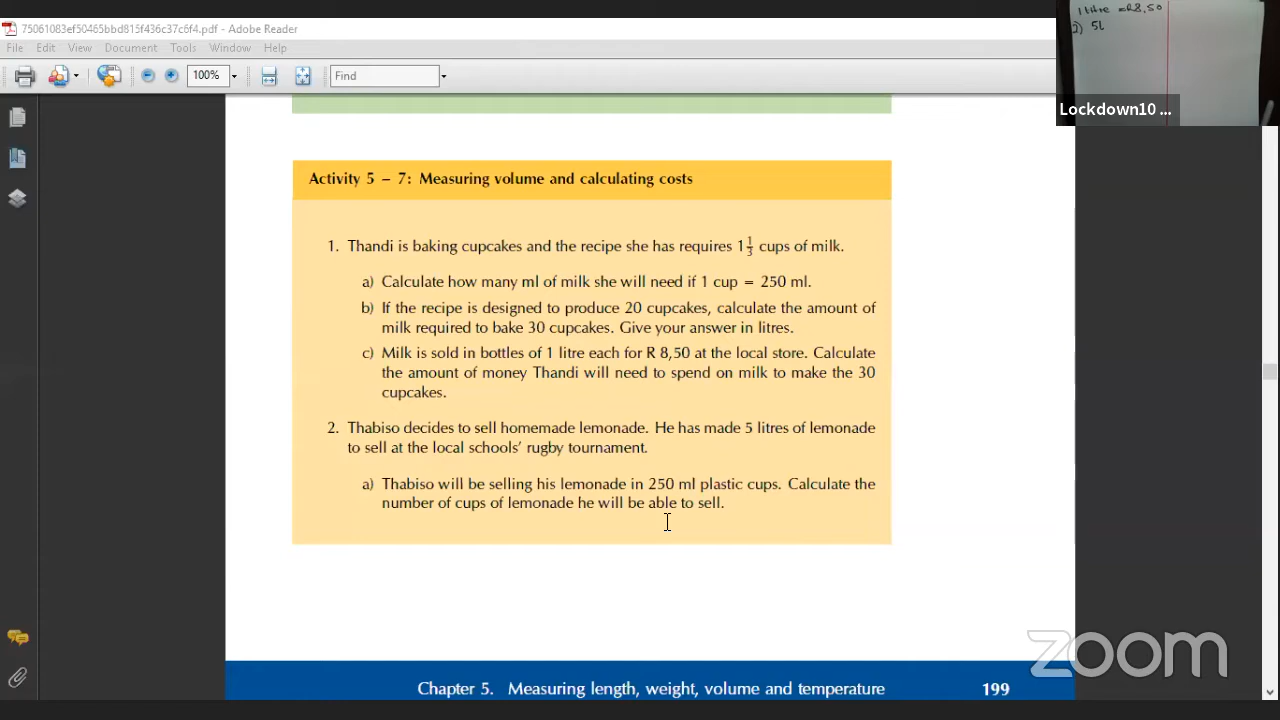 75061083ef50465bbd815f436c37c6f4.pdf - Adobe Reader
File Edit View Document Tools Window Help
100%
Find
1 litre = R8,50
2) 5l
Lockdown10 ...
Activity 5 – 7: Measuring volume and calculating costs
1. Thandi is baking cupcakes and the recipe she has requires 1 1/3 cups of milk.
a) Calculate how many ml of milk she will need if 1 cup = 250 ml.
b) If the recipe is designed to produce 20 cupcakes, calculate the amount of
milk required to bake 30 cupcakes. Give your answer in litres.
c) Milk is sold in bottles of 1 litre each for R 8,50 at the local store. Calculate
the amount of money Thandi will need to spend on milk to make the 30
cupcakes.
2. Thabiso decides to sell homemade lemonade. He has made 5 litres of lemonade
to sell at the local schools' rugby tournament.
a) Thabiso will be selling his lemonade in 250 ml plastic cups. Calculate the
number of cups of lemonade he will be able to sell.
zoom
Chapter 5. Measuring length, weight, volume and temperature 199